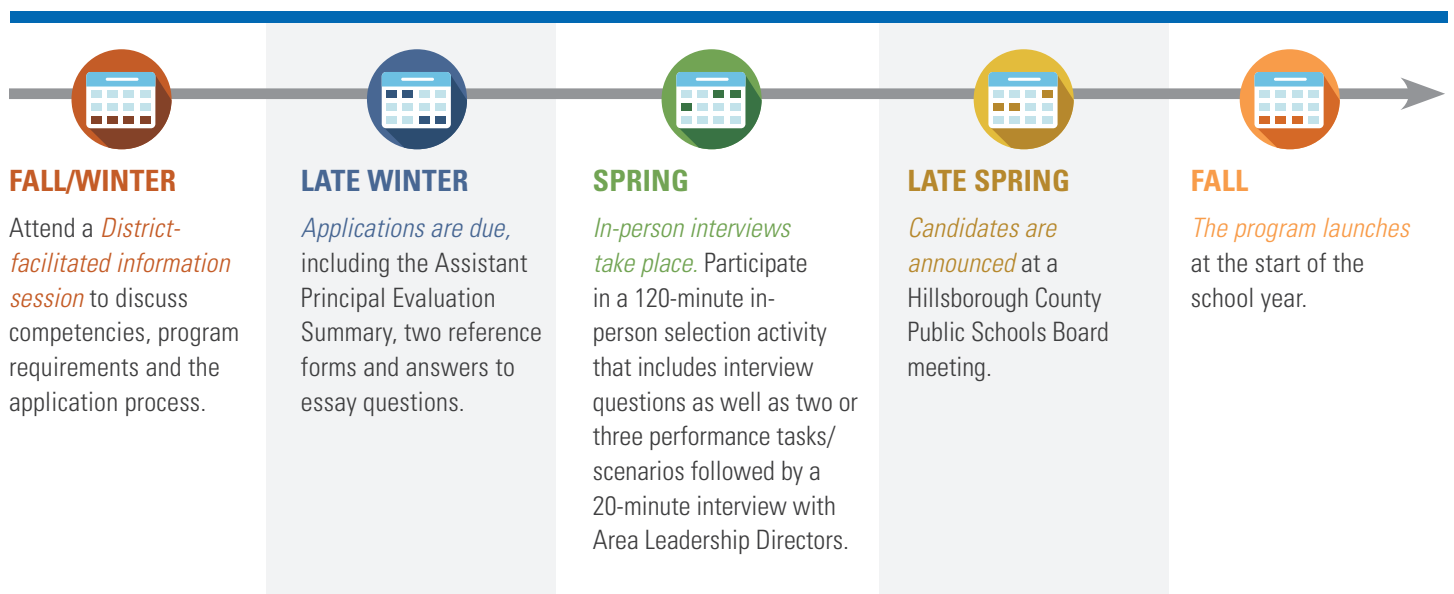 FALL/WINTER
Attend a District-
facilitated information
session to discuss
competencies, program
requirements and the
application process.
LATE WINTER
Applications are due,
including the Assistant
Principal Evaluation
Summary, two reference
forms and answers to
essay questions.
SPRING
In-person interviews
take place. Participate
in a 120-minute in-
person selection activity
that includes interview
questions as well as two or
three performance tasks/
scenarios followed by a
20-minute interview with
Area Leadership Directors.
LATE SPRING
Candidates are
announced at a
Hillsborough County
Public Schools Board
meeting.
FALL
The program launches
at the start of the
school year.